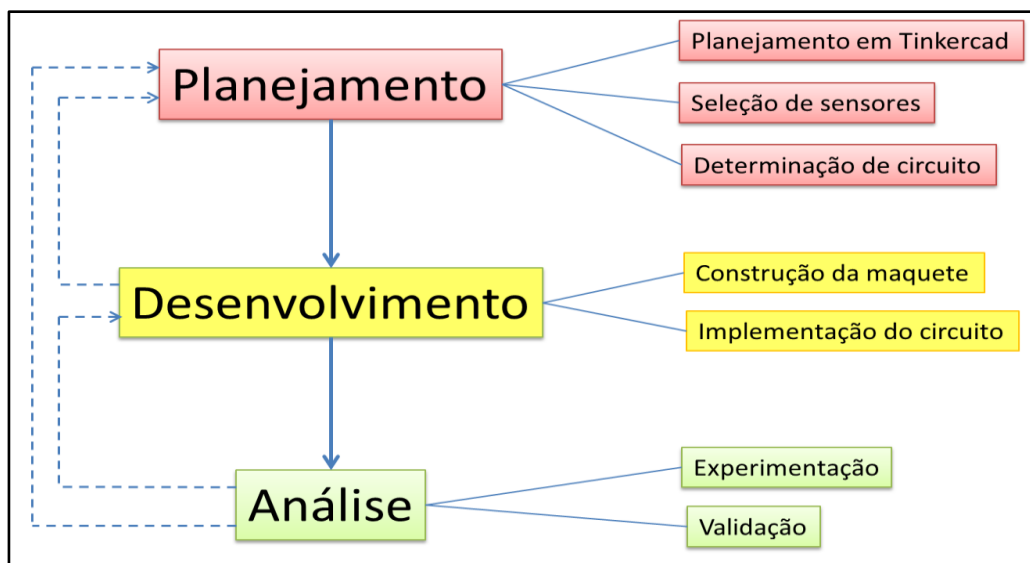 Planejamento
Planejamento em Tinkercad
Seleção de sensores
Determinação de circuito
Desenvolvimento
Construção da maquete
Implementação do circuito
Análise
Experimentação
Validação